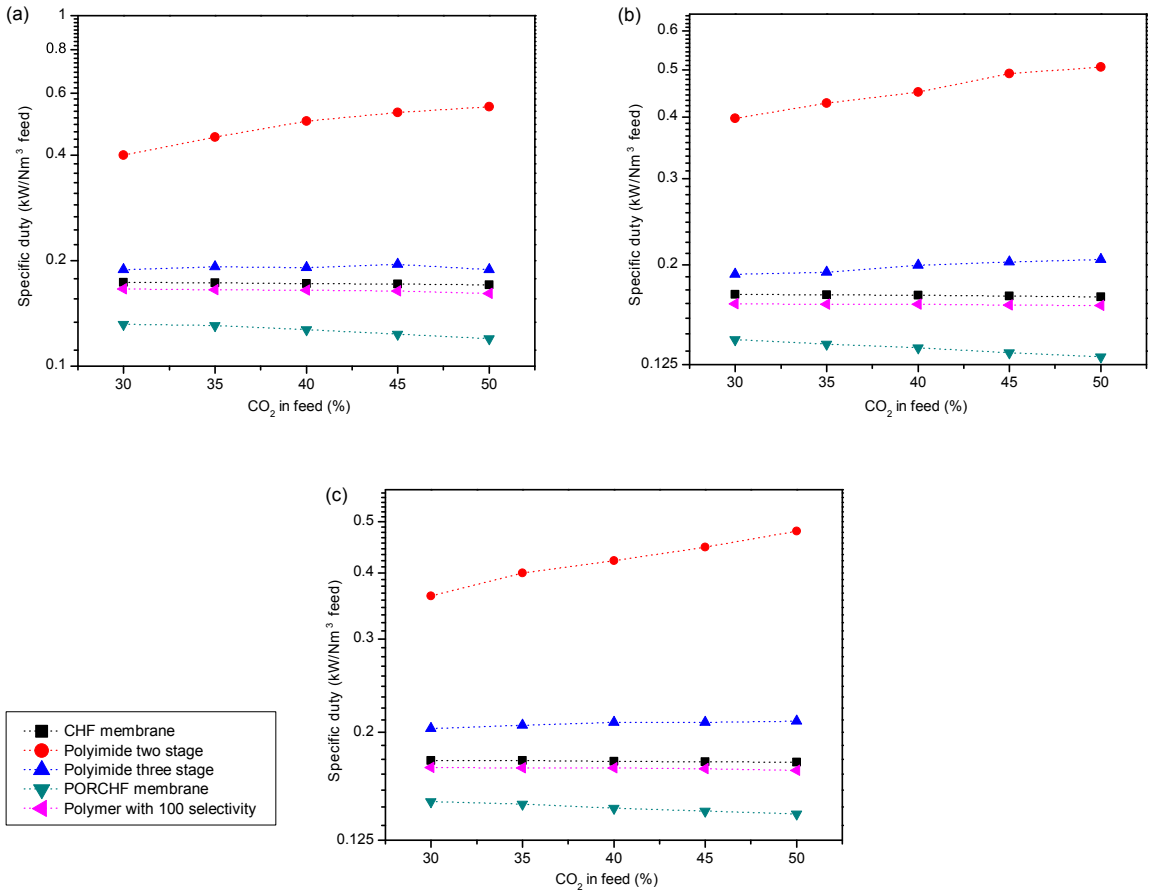 (a)
1
0.8
0.6
0.4
0.2
0.1
Specific duty (kW/Nm³ feed)
30 35 40 45 50
CO₂ in feed (%)
(b)
0.6
0.5
0.4
0.3
0.2
0.125
Specific duty (kW/Nm³ feed)
30 35 40 45 50
CO₂ in feed (%)
(c)
0.5
0.4
0.3
0.2
0.125
Specific duty (kW/Nm³ feed)
30 35 40 45 50
CO₂ in feed (%)
CHF membrane
Polyimide two stage
Polyimide three stage
PORCHF membrane
Polymer with 100 selectivity